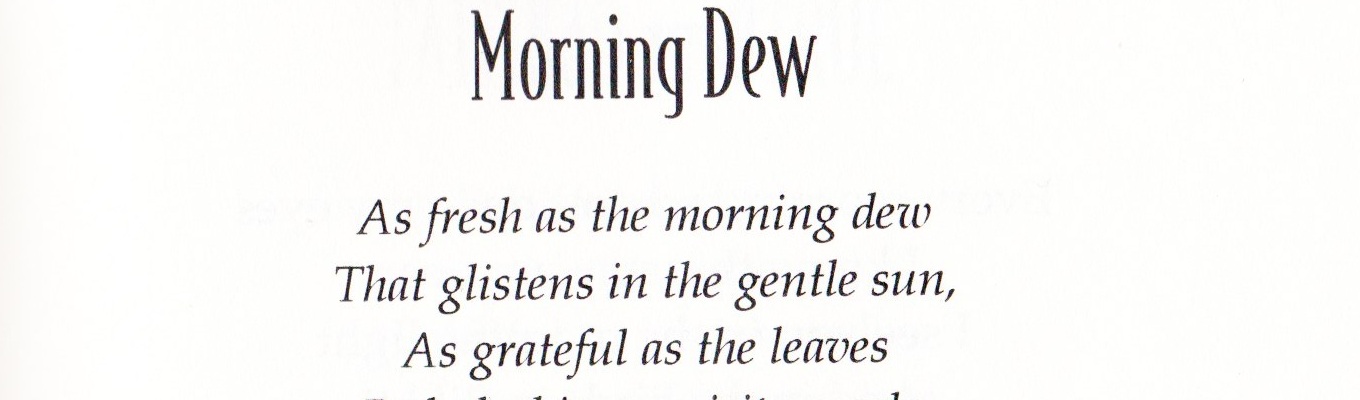 Morning Dew
As fresh as the morning dew
That glistens in the gentle sun,
As grateful as the leaves